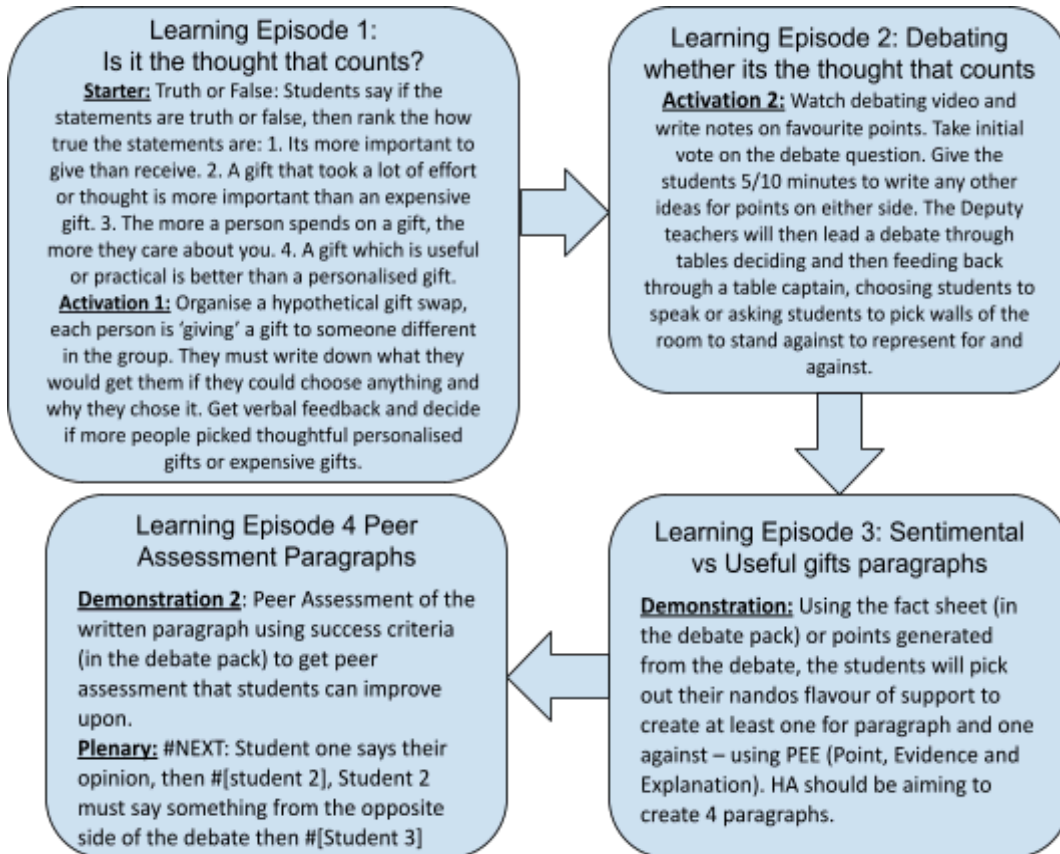 Learning Episode 1:
Is it the thought that counts?
Starter: Truth or False: Students say if the
statements are truth or false, then rank the how
true the statements are: 1. Its more important to
give than receive. 2. A gift that took a lot of effort
or thought is more important than an expensive
gift. 3. The more a person spends on a gift, the
more they care about you. 4. A gift which is useful
or practical is better than a personalised gift.
Activation 1: Organise a hypothetical gift swap,
each person is ‘giving’ a gift to someone different
in the group. They must write down what they
would get them if they could choose anything and
why they chose it. Get verbal feedback and decide
if more people picked thoughtful personalised
gifts or expensive gifts.
Learning Episode 2: Debating
whether its the thought that counts
Activation 2: Watch debating video and
write notes on favourite points. Take initial
vote on the debate question. Give the
students 5/10 minutes to write any other
ideas for points on either side. The Deputy
teachers will then lead a debate through
tables deciding and then feeding back
through a table captain, choosing students to
speak or asking students to pick walls of the
room to stand against to represent for and
against.
Learning Episode 3: Sentimental
vs Useful gifts paragraphs
Demonstration: Using the fact sheet (in
the debate pack) or points generated
from the debate, the students will pick
out their nandos flavour of support to
create at least one for paragraph and one
against – using PEE (Point, Evidence and
Explanation). HA should be aiming to
create 4 paragraphs.
Learning Episode 4 Peer
Assessment Paragraphs
Demonstration 2: Peer Assessment of the
written paragraph using success criteria
(in the debate pack) to get peer
assessment that students can improve
upon.
Plenary: #NEXT: Student one says their
opinion, then #[student 2], Student 2
must say something from the opposite
side of the debate then #[Student 3]